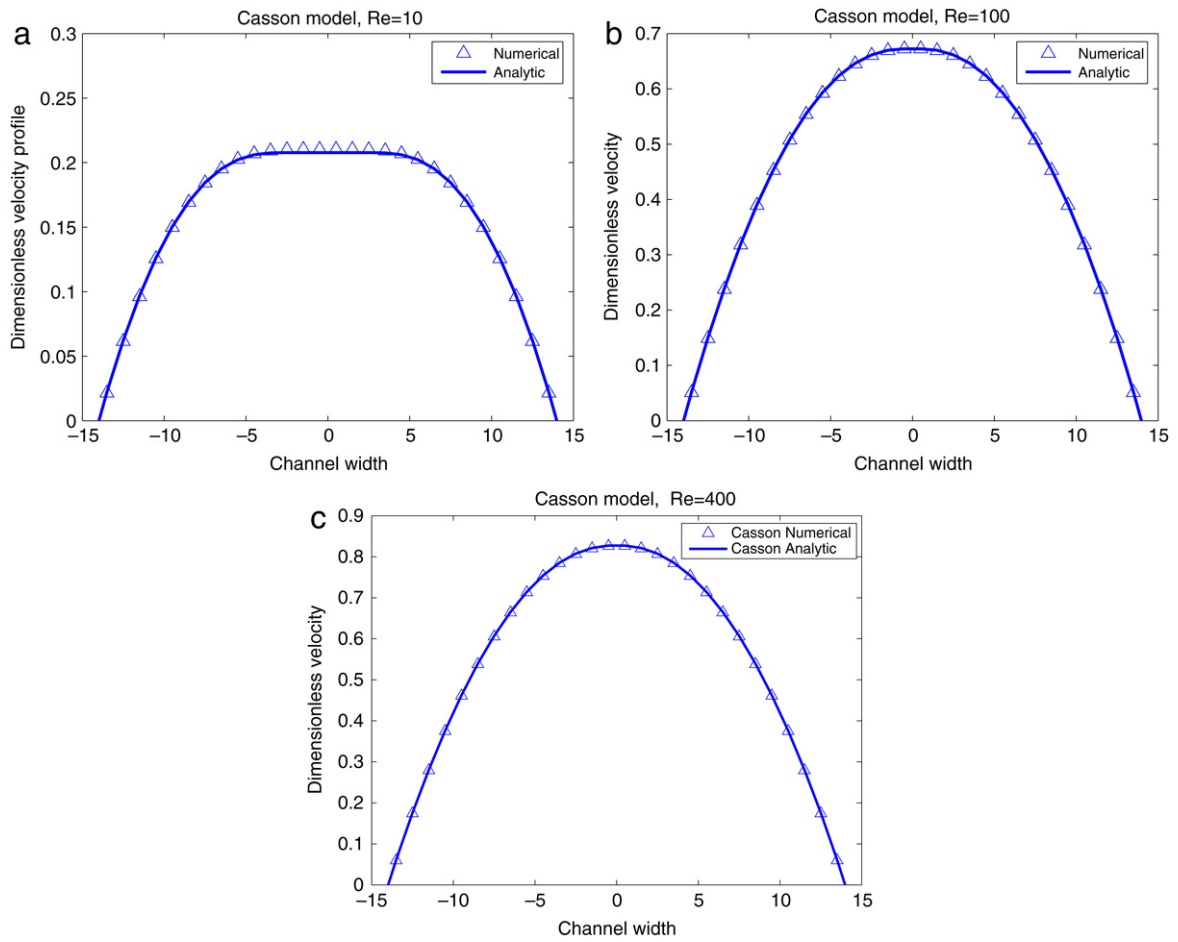 a
Casson model, Re=10
0.3
0.25
0.2
0.15
0.1
0.05
0
−15
−10
−5
0
5
10
15
Dimensionless velocity profile
Channel width
Numerical
Analytic
b
Casson model, Re=100
0.7
0.6
0.5
0.4
0.3
0.2
0.1
0
−15
−10
−5
0
5
10
15
Dimensionless velocity
Channel width
Numerical
Analytic
c
Casson model, Re=400
0.9
0.8
0.7
0.6
0.5
0.4
0.3
0.2
0.1
0
−15
−10
−5
0
5
10
15
Dimensionless velocity
Channel width
Casson Numerical
Casson Analytic